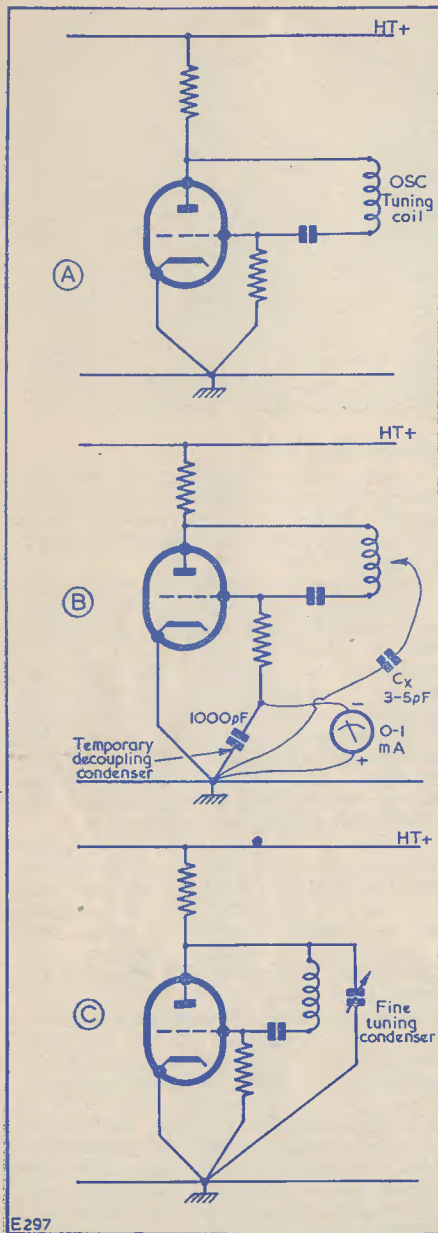 HT+
OSC
Tuning
coil
A
HT+
B
Cx
3-5pF
1000pF
-
0-1
mA
+
Temporary
decoupling
condenser
HT+
C
Fine
tuning
condenser
E297